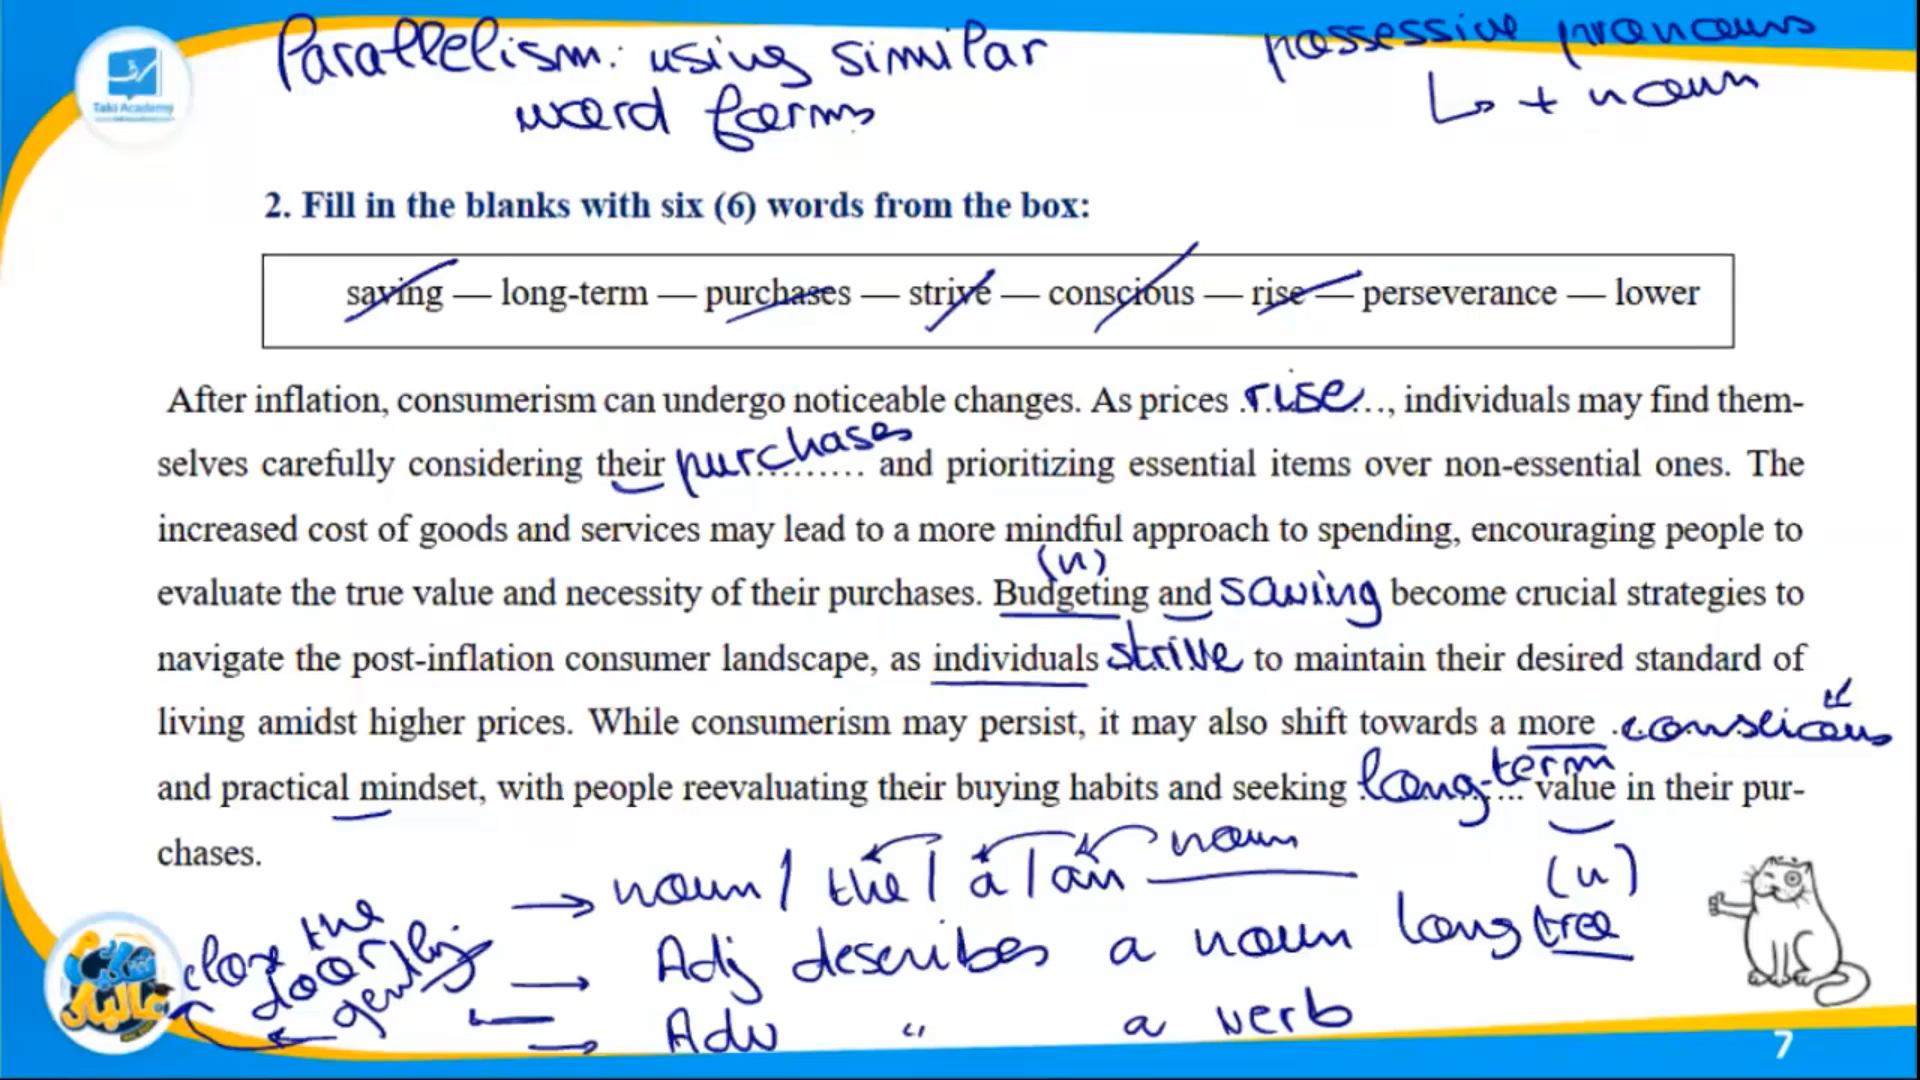 Parallelism: using similar
word forms
possessive pronouns
↳ + noun
Taki Academy
www.takiacademy.com
2. Fill in the blanks with six (6) words from the box:
saving — long-term — purchases — strive — conscious — rise — perseverance — lower
After inflation, consumerism can undergo noticeable changes. As prices .rise..., individuals may find them-
selves carefully considering their purchases and prioritizing essential items over non-essential ones. The
increased cost of goods and services may lead to a more mindful approach to spending, encouraging people to
(n)
evaluate the true value and necessity of their purchases. Budgeting and saving become crucial strategies to
navigate the post-inflation consumer landscape, as individuals strive to maintain their desired standard of
living amidst higher prices. While consumerism may persist, it may also shift towards a more .conscious
and practical mindset, with people reevaluating their buying habits and seeking long-term value in their pur-
chases.
(n)
→ noun / the / a / an noun
→ Adj describes a noun long tree
→ Adv " a verb
close the
door
gently
7